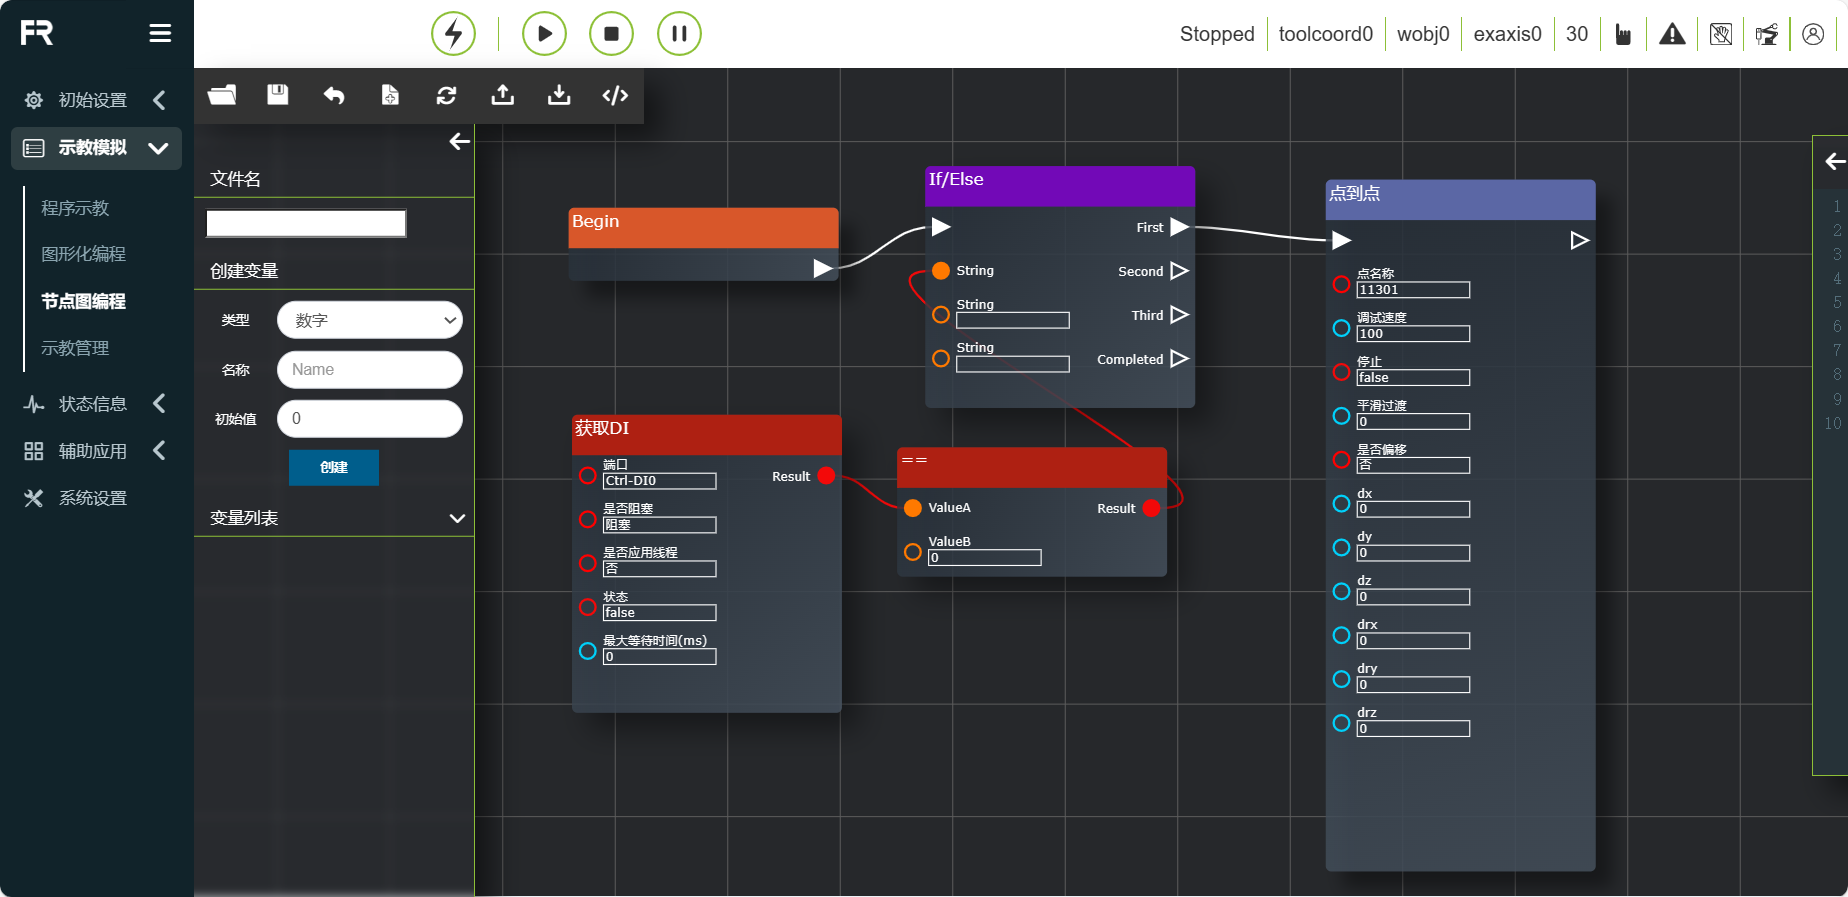 FR
Stopped
toolcoord0
wobj0
exaxis0
30
初始设置
示教模拟
程序示教
图形化编程
节点图编程
示教管理
状态信息
辅助应用
系统设置
文件名
创建变量
类型
数字
名称
Name
初始值
0
创建
变量列表
Begin
If/Else
First
String
Second
String
Third
String
Completed
获取DI
端口
Ctrl-DI0
Result
是否阻塞
阻塞
是否应用线程
否
状态
false
最大等待时间(ms)
0
==
ValueA
Result
ValueB
0
点到点
点名称
11301
调试速度
100
停止
false
平滑过渡
0
是否偏移
否
dx
0
dy
0
dz
0
drx
0
dry
0
drz
0
1
2
3
4
5
6
7
8
9
10